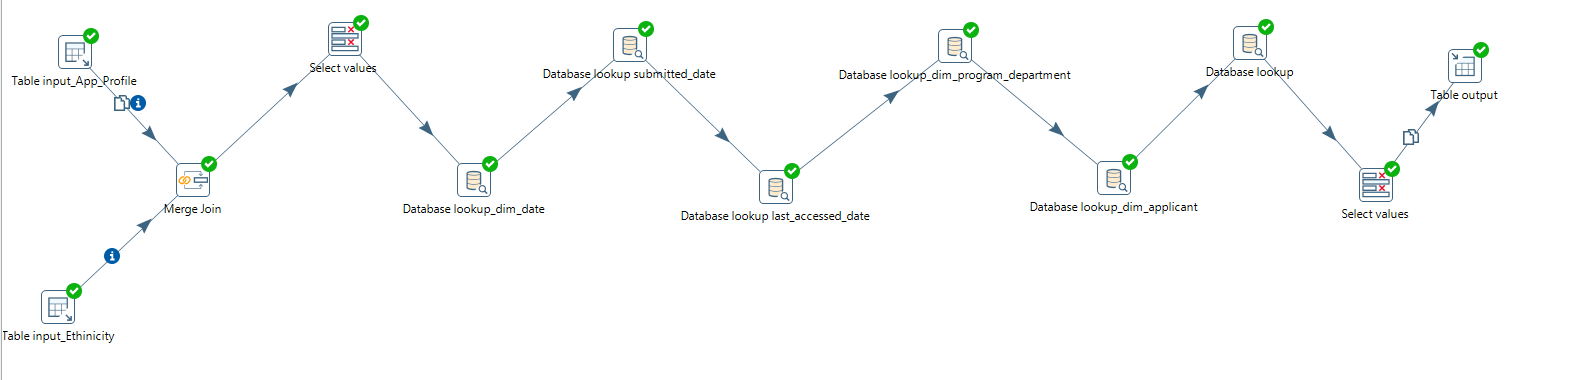 Table input_App_Profile
Select values
Database lookup submitted_date
Database lookup_dim_program_department
Database lookup
Table output
Merge Join
Database lookup_dim_date
Database lookup last_accessed_date
Database lookup_dim_applicant
Select values
Table input_Ethinicity